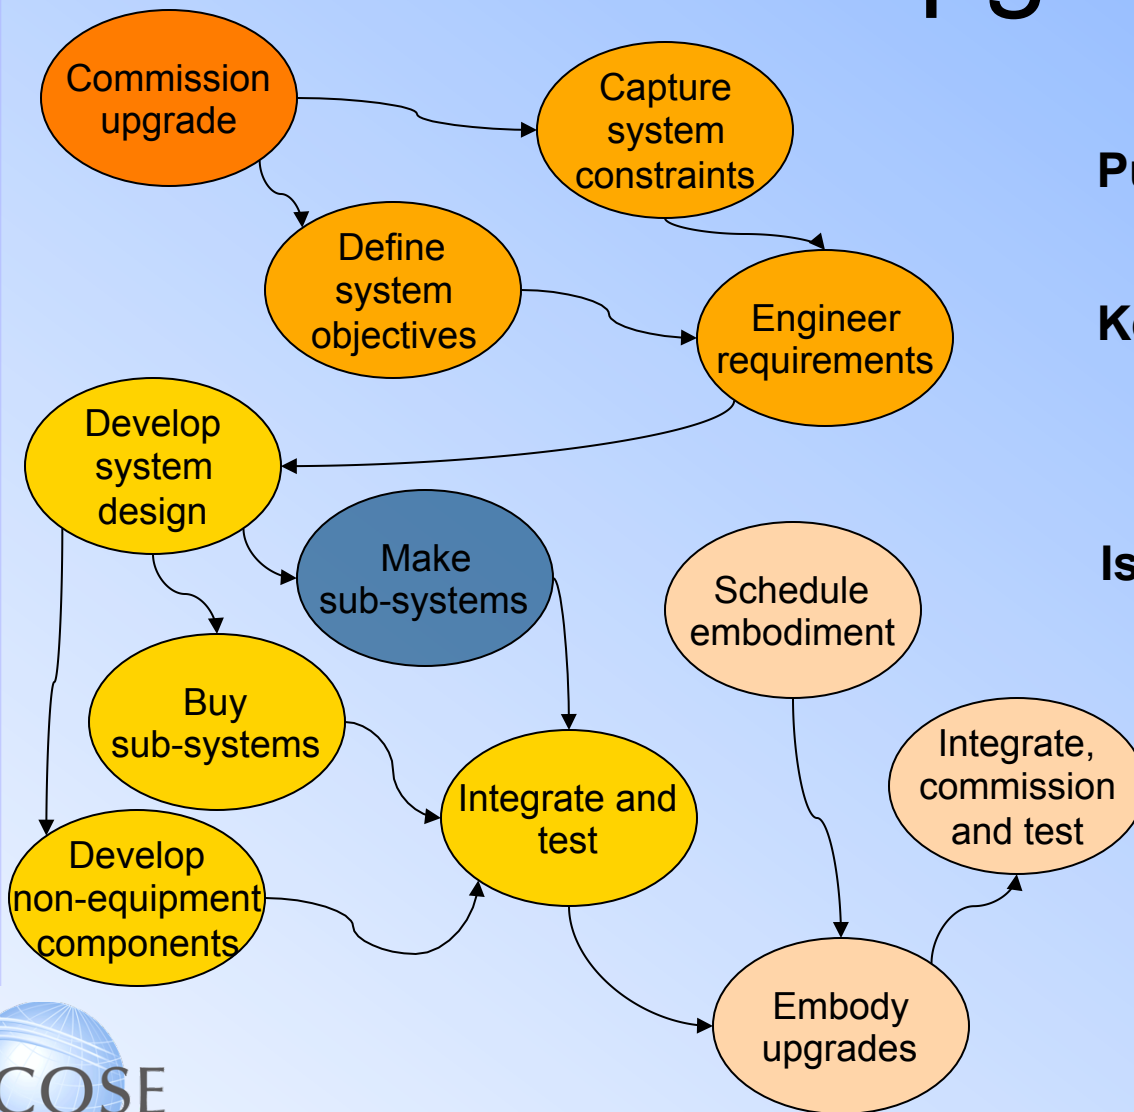 Commission
upgrade
Capture
system
constraints
Define
system
objectives
Engineer
requirements
Develop
system
design
Make
sub-systems
Schedule
embodiment
Buy
sub-systems
Integrate and
test
Integrate,
commission
and test
Develop
non-equipment
components
Embody
upgrades
COSE